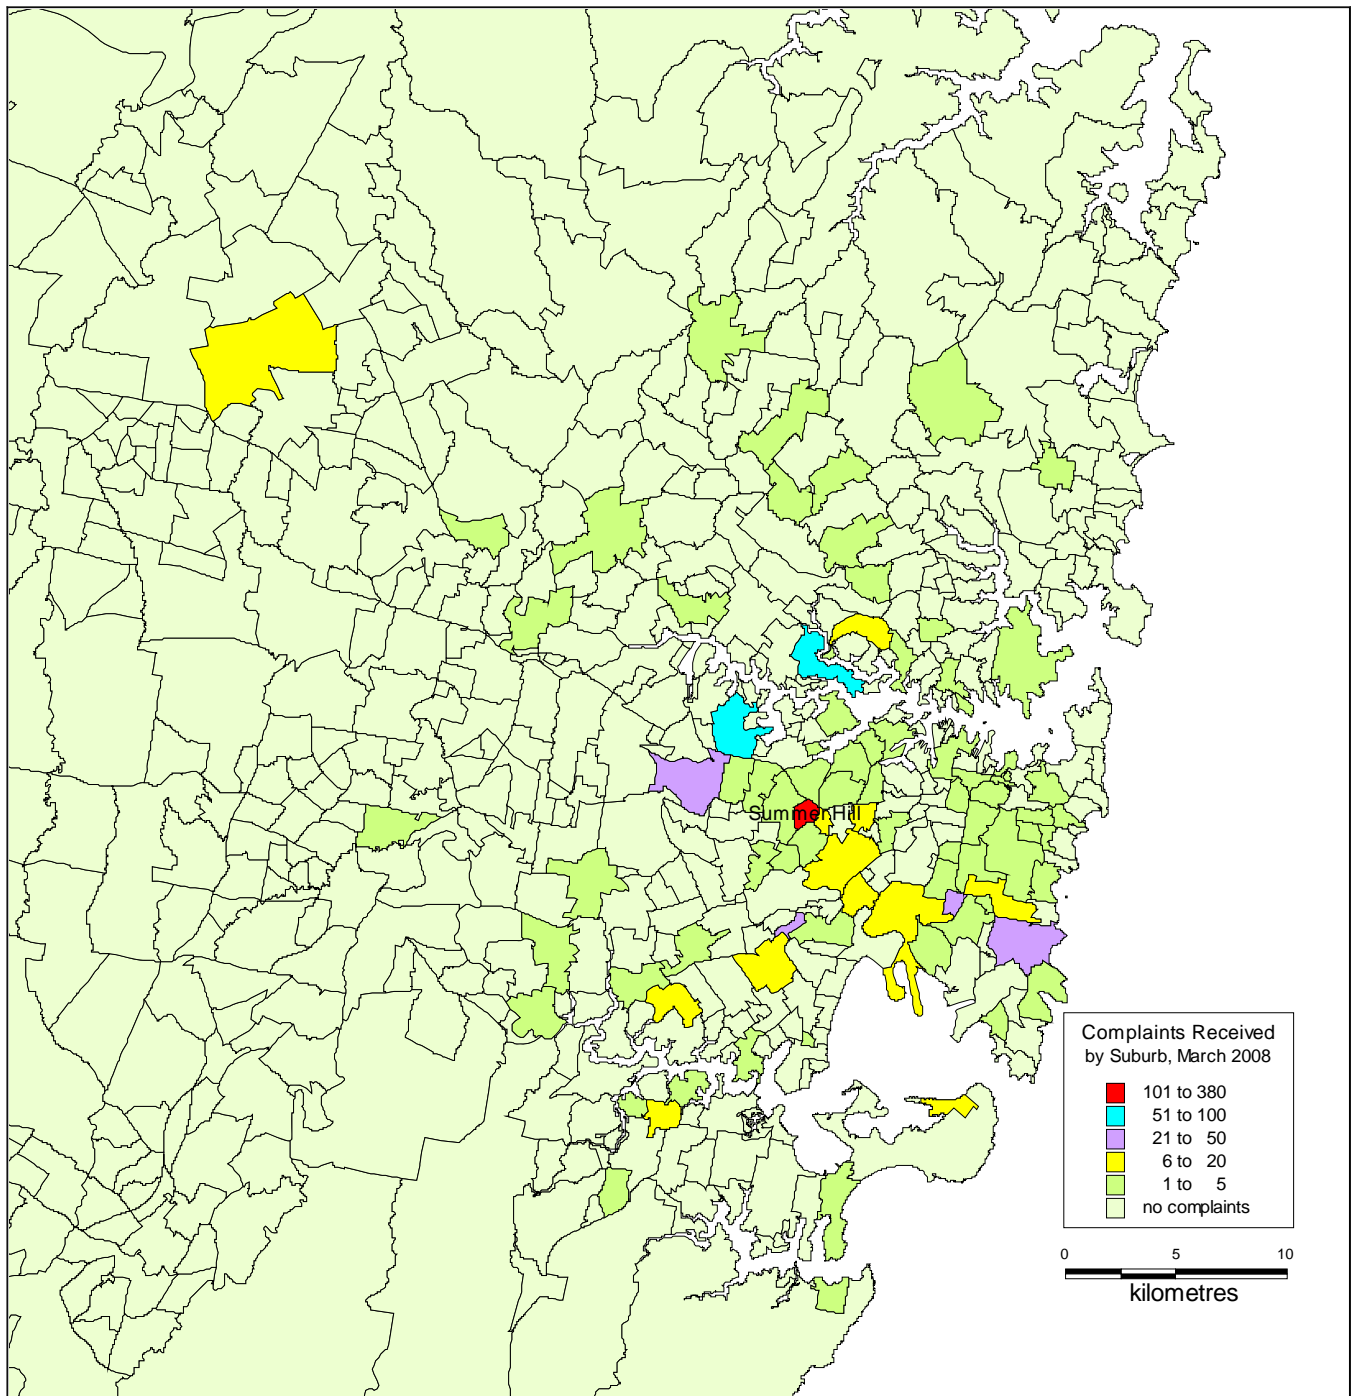 Summer Hill
Complaints Received
by Suburb, March 2008
101 to 380
51 to 100
21 to 50
6 to 20
1 to 5
no complaints
0 5 10
kilometres